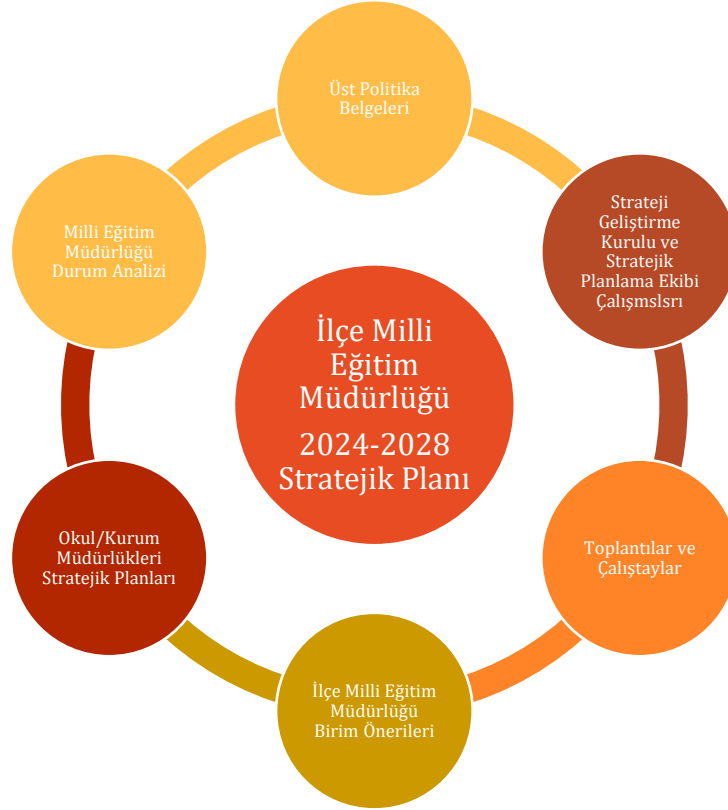 Üst Politika
Belgeleri
Strateji
Geliştirme
Kurulu ve
Stratejik
Planlama Ekibi
Çalışmslsrı
Toplantılar ve
Çalıştaylar
İlçe Milli Eğitim
Müdürlüğü
Birim Önerileri
Okul/Kurum
Müdürlükleri
Stratejik Planları
Milli Eğitim
Müdürlüğü
Durum Analizi
İlçe Milli
Eğitim
Müdürlüğü
2024-2028
Stratejik Planı